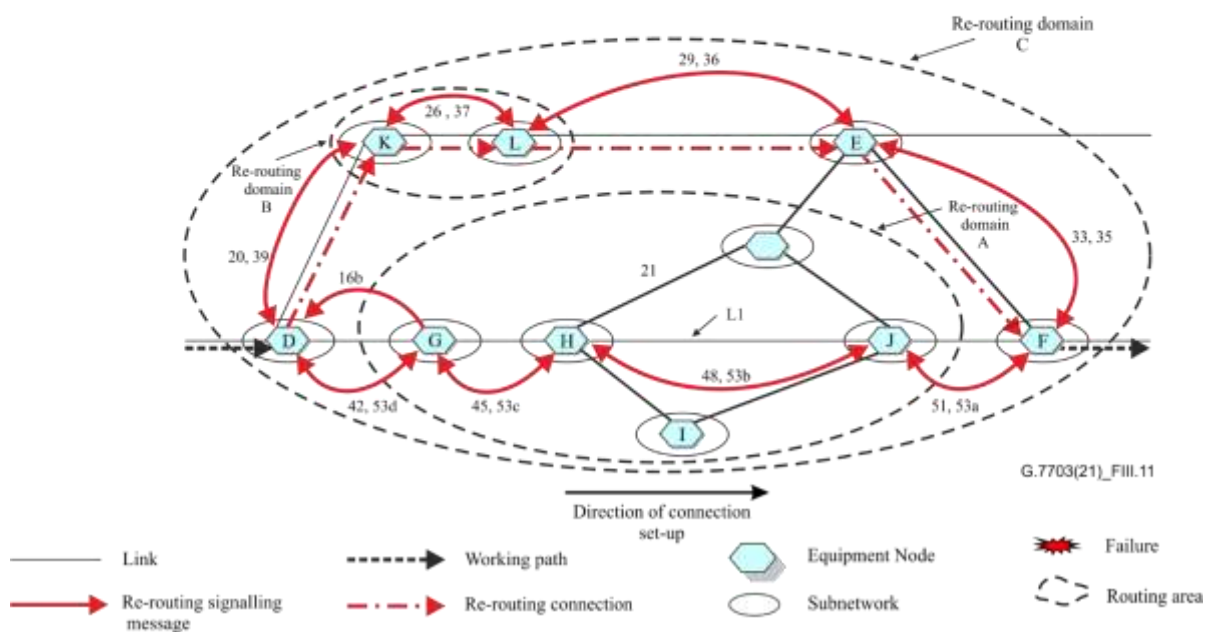 Re-routing domain
C
29, 36
26 , 37
K
L
E
Re-routing
domain
B
Re-routing
domain
A
33, 35
20, 39
21
16b
L1
D
G
H
J
F
48, 53b
42, 53d
45, 53c
51, 53a
I
G.7703(21)_FIII.11
Direction of connection
set-up
Link
Working path
Equipment Node
Failure
Re-routing signalling
message
Re-routing connection
Subnetwork
Routing area